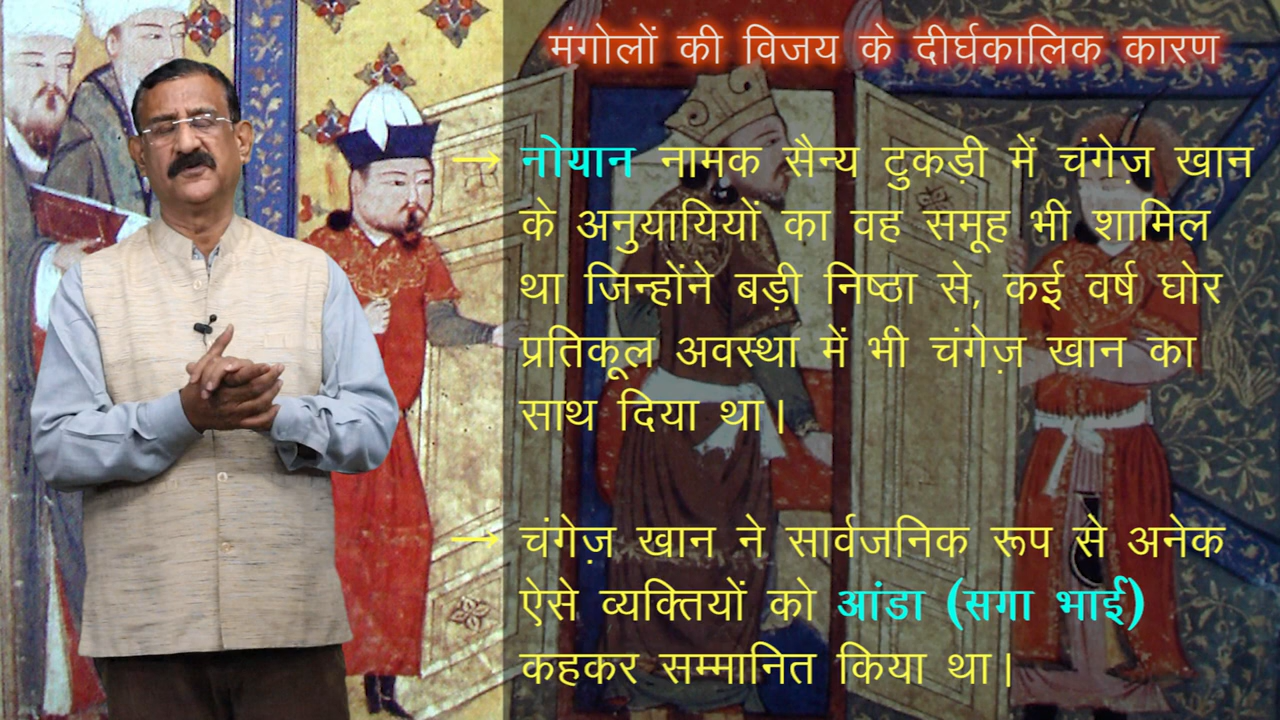 मंगोलों की विजय के दीर्घकालिक कारण
→ नोयान नामक सैन्य टुकड़ी में चंगेज़ खान
के अनुयायियों का वह समूह भी शामिल
था जिन्होंने बड़ी निष्ठा से, कई वर्ष घोर
प्रतिकूल अवस्था में भी चंगेज़ खान का
साथ दिया था।
→ चंगेज़ खान ने सार्वजनिक रूप से अनेक
ऐसे व्यक्तियों को आंडा (सगा भाई)
कहकर सम्मानित किया था।